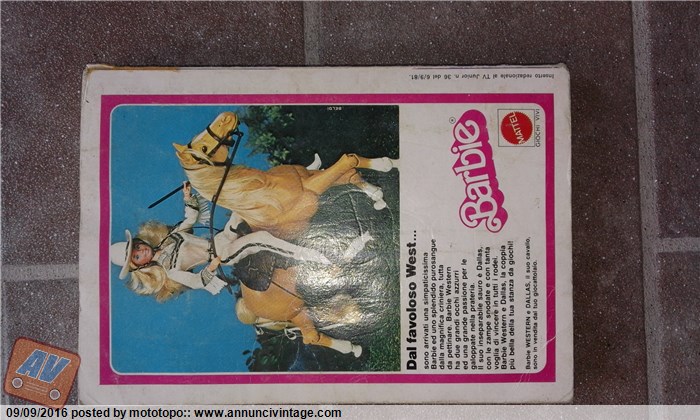 Inserto redazionale al TV Junior n. 36 del 6/9/81.
BELSI
Dal favoloso West...
sono arrivati una simpaticissima
Barbie ed uno splendido purosangue
dalla magnifica criniera, tutta
da pettinare. Barbie Western
ha due grandi occhi azzurri
ed una grande passione per le
galoppate nella prateria.
Il suo inseparabile sauro è Dallas,
con le zampe snodate e con tanta
voglia di vincere in tutti i rodei.
Barbie Western e Dallas, la coppia
più bella della tua stanza da giochi!
Barbie WESTERN e DALLAS, il suo cavallo,
sono in vendita dal tuo giocattolaio.
Barbie®
MATTEL
GIOCHI VIVI
AV
09/09/2016 posted by mototopo:: www.annuncivintage.com